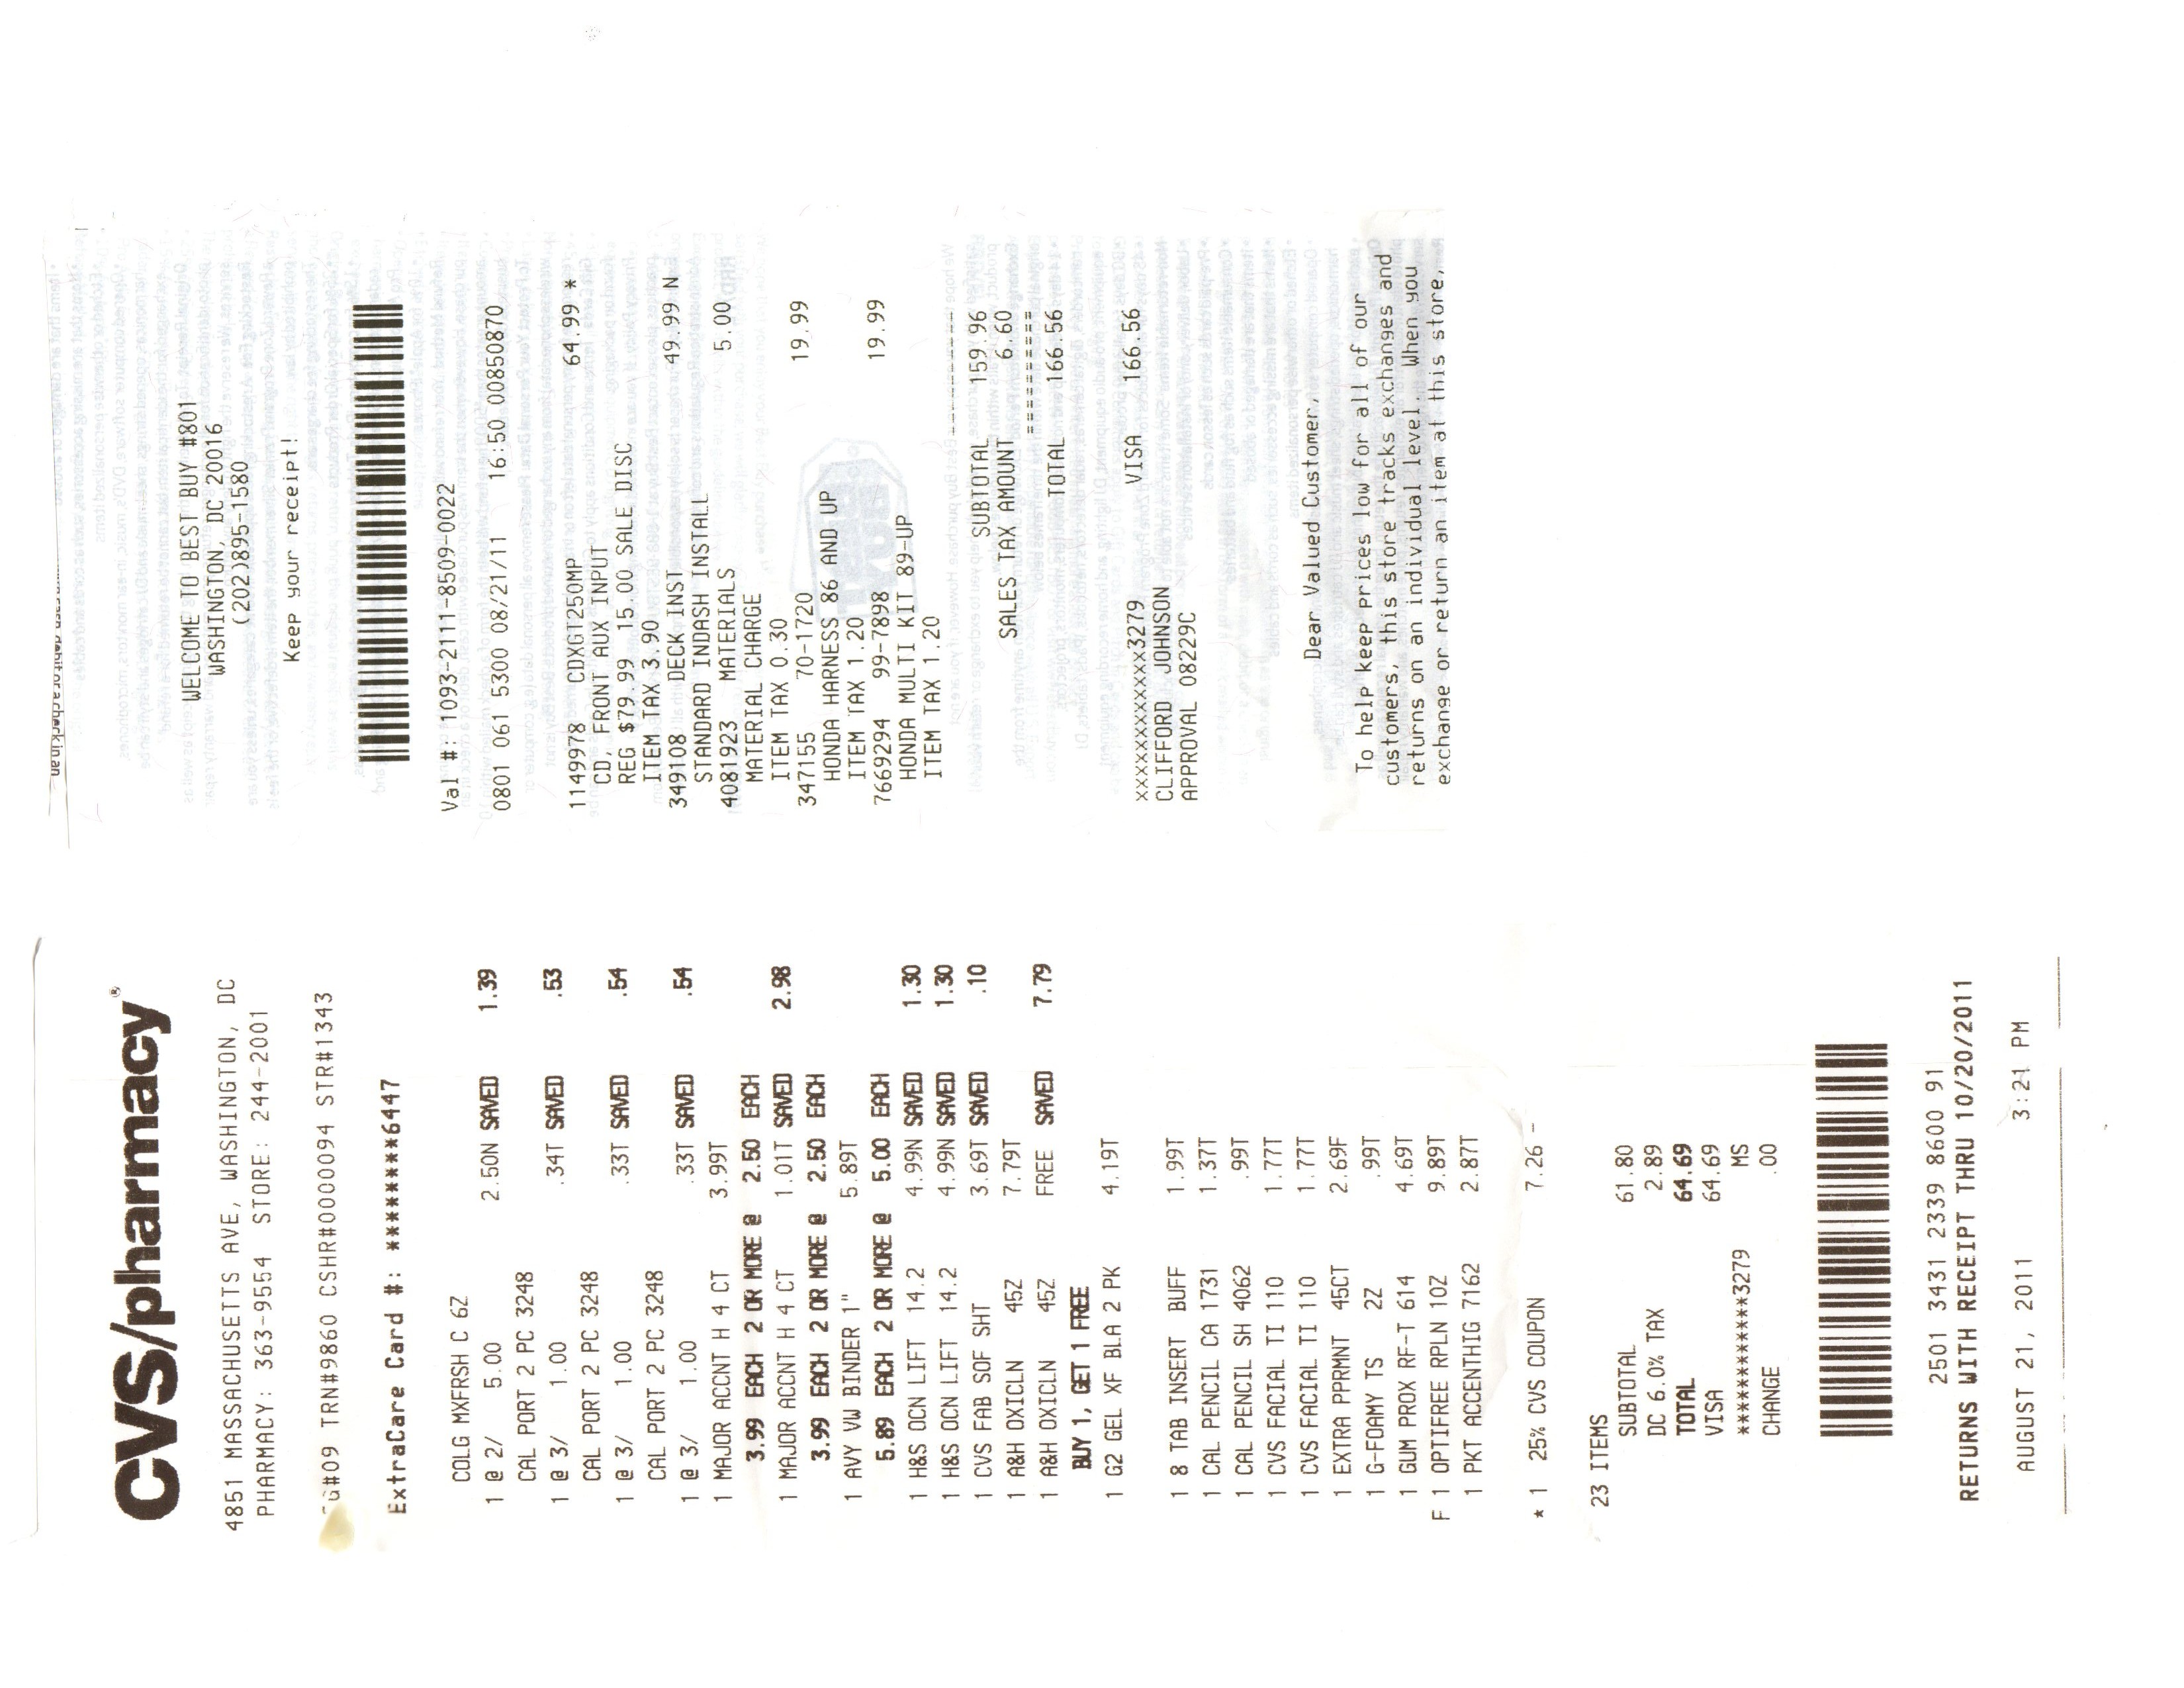 WELCOME TO BEST BUY #801
WASHINGTON, DC 20016
(202)895-1580
Keep your receipt!
Val #: 1093-2111-8509-0022
0801 061 5300 08/21/11 16:50 00850870
1149978 CDXGT250MP 64.99 *
CD, FRONT AUX INPUT
REG $79.99 15.00 SALE DISC
ITEM TAX 3.90
349108 DECK INST 49.99 N
STANDARD INDASH INSTALL
4081923 MATERIALS 5.00
MATERIAL CHARGE
ITEM TAX 0.30
347155 70-1720 19.99
HONDA HARNESS 86 AND UP
ITEM TAX 1.20
7669294 99-7898 19.99
HONDA MULTI KIT 89-UP
ITEM TAX 1.20
SUBTOTAL 159.96
SALES TAX AMOUNT 6.60
==========
TOTAL 166.56
xxxxxxxxxxxx3279 VISA 166.56
CLIFFORD JOHNSON
APPROVAL 08229C
Dear Valued Customer,
To help keep prices low for all of our
customers, this store tracks exchanges and
returns on an individual level. When you
exchange or return an item at this store,
CVS/pharmacy®
4851 MASSACHUSETTS AVE, WASHINGTON, DC
PHARMACY: 363-9554 STORE: 244-2001
G#09 TRN#9860 CSHR#0000094 STR#1343
ExtraCare Card #: ********6447
COLG MXFRSH C 6Z
1 @ 2/ 5.00 2.50N SAVED 1.39
CAL PORT 2 PC 3248
1 @ 3/ 1.00 .34T SAVED .53
CAL PORT 2 PC 3248
1 @ 3/ 1.00 .33T SAVED .54
CAL PORT 2 PC 3248
1 @ 3/ 1.00 .33T SAVED .54
1 MAJOR ACCNT H 4 CT 3.99T
3.99 EACH 2 OR MORE @ 2.50 EACH
1 MAJOR ACCNT H 4 CT 1.01T SAVED 2.98
3.99 EACH 2 OR MORE @ 2.50 EACH
1 AVY VW BINDER 1" 5.89T
5.89 EACH 2 OR MORE @ 5.00 EACH
1 H&S OCN LIFT 14.2 4.99N SAVED 1.30
1 H&S OCN LIFT 14.2 4.99N SAVED 1.30
1 CVS FAB SOF SHT 3.69T SAVED .10
1 A&H OXICLN 45Z 7.79T
1 A&H OXICLN 45Z FREE SAVED 7.79
BUY 1, GET 1 FREE
1 G2 GEL XF BLA 2 PK 4.19T
1 8 TAB INSERT BUFF 1.99T
1 CAL PENCIL CA 1731 1.37T
1 CAL PENCIL SH 4062 .99T
1 CVS FACIAL TI 110 1.77T
1 CVS FACIAL TI 110 1.77T
1 EXTRA PPRMNT 45CT 2.69F
1 G-FOAMY TS 2Z .99T
1 GUM PROX RF-T 614 4.69T
F 1 OPTIFREE RPLN 10Z 9.89T
1 PKT ACCENTHIG 7162 2.87T
* 1 25% CVS COUPON 7.26 -
23 ITEMS
SUBTOTAL 61.80
DC 6.0% TAX 2.89
TOTAL 64.69
VISA 64.69
************3279 MS
CHANGE .00
2501 3431 2339 8600 91
RETURNS WITH RECEIPT THRU 10/20/2011
AUGUST 21, 2011 3:21 PM